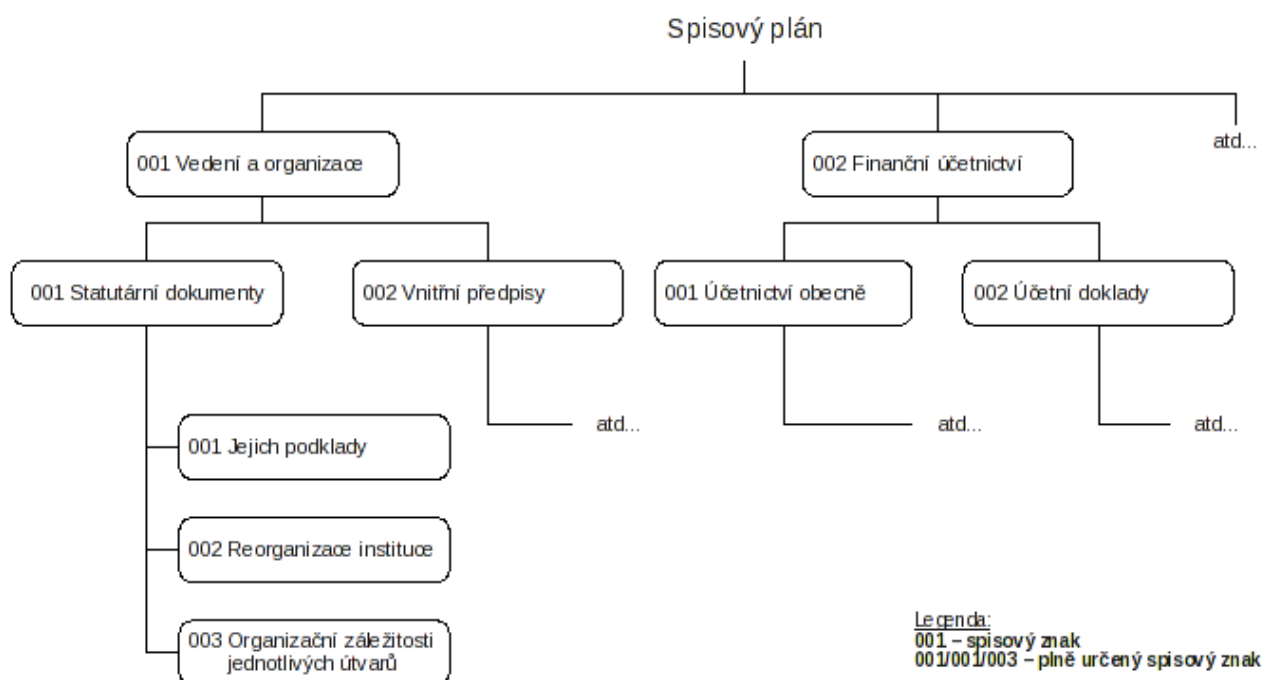 Spisový plán
001 Vedení a organizace
002 Finanční účetnictví
atd...
001 Statutární dokumenty
002 Vnitřní předpisy
001 Účetnictví obecně
002 Účetní doklady
atd...
atd...
atd...
001 Jejich podklady
002 Reorganizace instituce
003 Organizační záležitosti
jednotlivých útvarů
Legenda:
001 – spisový znak
001/001/003 – plně určený spisový znak